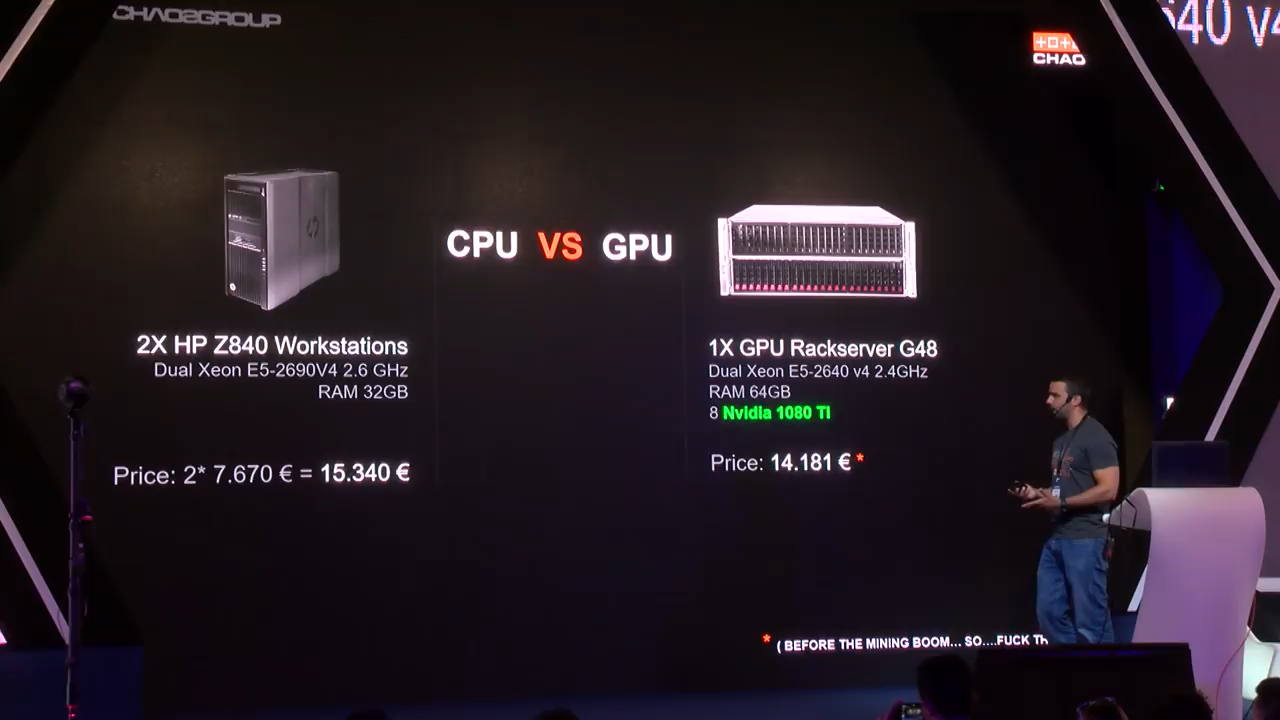 CHAOSGROUP
CHAO
640 v4
CPU VS GPU
2X HP Z840 Workstations
Dual Xeon E5-2690V4 2.6 GHz
RAM 32GB
Price: 2* 7.670 € = 15.340 €
1X GPU Rackserver G48
Dual Xeon E5-2640 v4 2.4GHz
RAM 64GB
8 Nvidia 1080 TI
Price: 14.181 € *
* ( BEFORE THE MINING BOOM... SO....FUCK Th